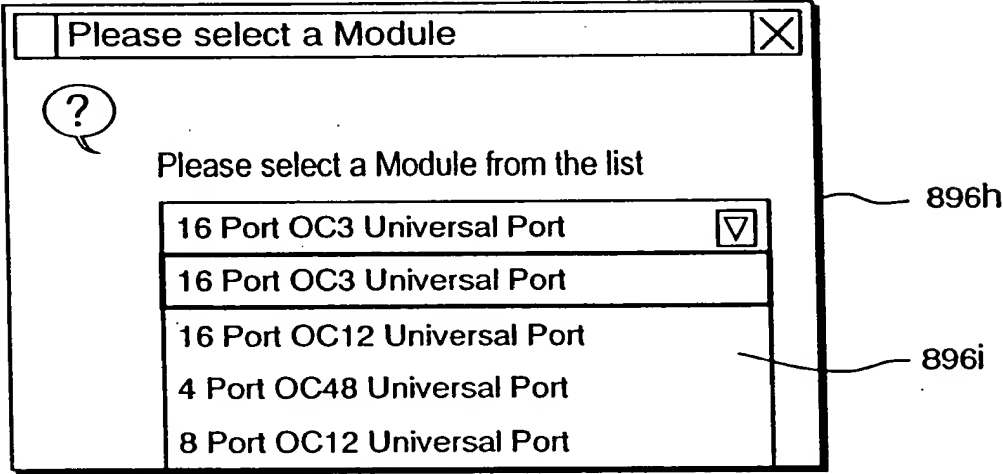 Please select a Module
?
Please select a Module from the list
896h
16 Port OC3 Universal Port
16 Port OC3 Universal Port
16 Port OC12 Universal Port
896i
4 Port OC48 Universal Port
8 Port OC12 Universal Port